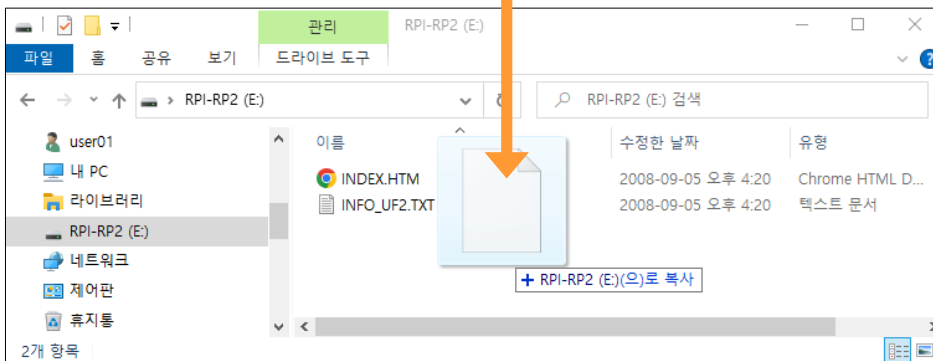 관리 RPI-RP2 (E:)
파일 홈 공유 보기 드라이브 도구
RPI-RP2 (E:) RPI-RP2 (E:) 검색
이름 수정한 날짜 유형
user01
내 PC
라이브러리
RPI-RP2 (E:)
네트워크
제어판
휴지통
INDEX.HTM 2008-09-05 오후 4:20 Chrome HTML D...
INFO_UF2.TXT 2008-09-05 오후 4:20 텍스트 문서
+ RPI-RP2 (E:)(으)로 복사
2개 항목